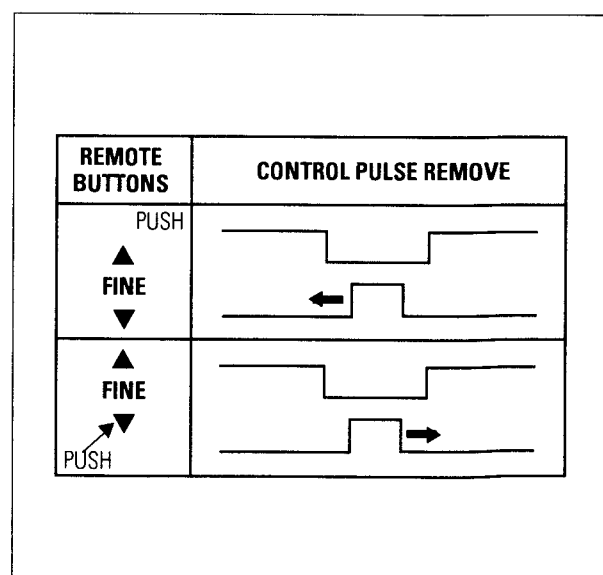 REMOTE
BUTTONS
CONTROL PULSE REMOVE
PUSH
▲
FINE
▼
▲
FINE
▼
PUSH